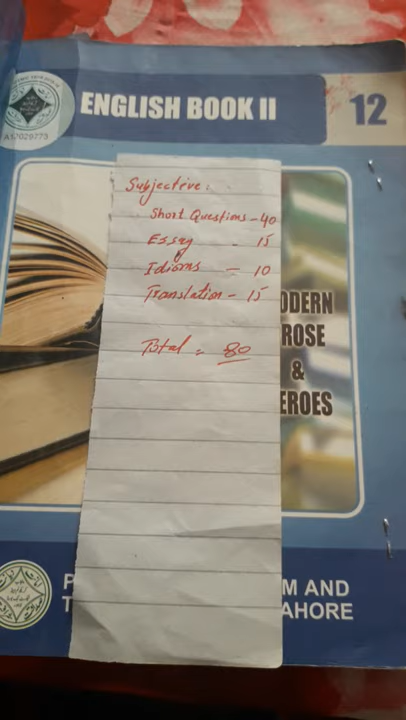 ENGLISH BOOK II
12
Subjective:
Short Questions - 40
Essay - 15
Idioms - 10
Translation - 15
Total = 80
ODERN
ROSE
&
EROES
P
M AND
T
AHORE